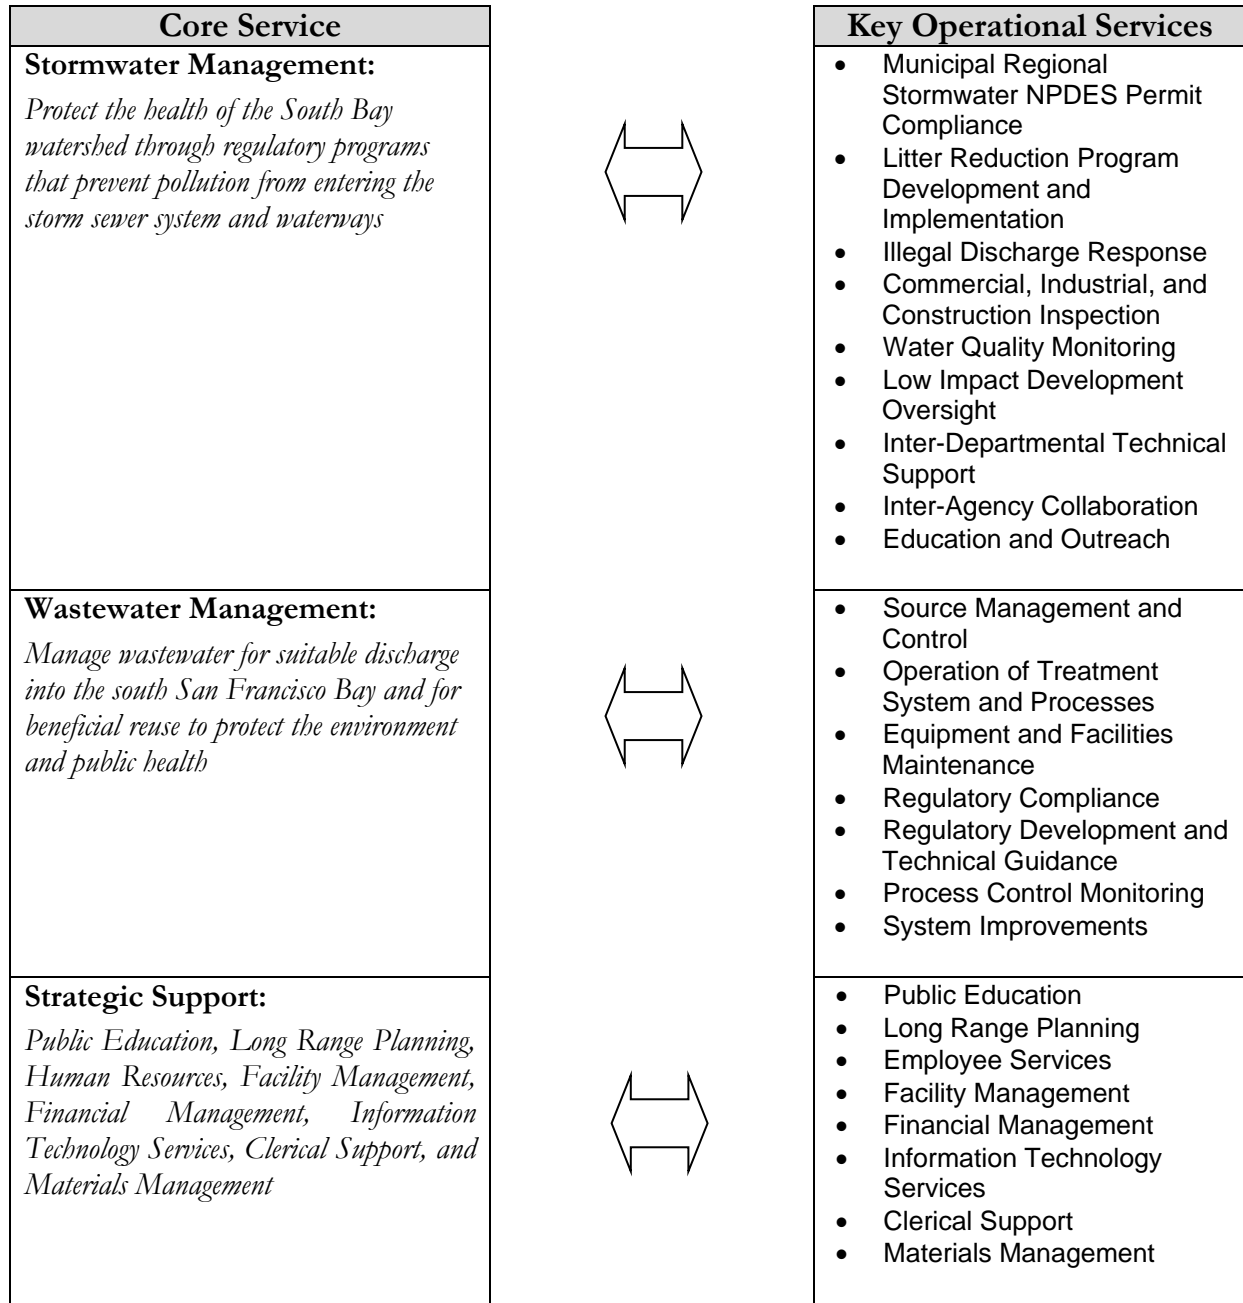 Core Service
Stormwater Management:
Protect the health of the South Bay
watershed through regulatory programs
that prevent pollution from entering the
storm sewer system and waterways
Key Operational Services
• Municipal Regional
Stormwater NPDES Permit
Compliance
• Litter Reduction Program
Development and
Implementation
• Illegal Discharge Response
• Commercial, Industrial, and
Construction Inspection
• Water Quality Monitoring
• Low Impact Development
Oversight
• Inter-Departmental Technical
Support
• Inter-Agency Collaboration
• Education and Outreach
Wastewater Management:
Manage wastewater for suitable discharge
into the south San Francisco Bay and for
beneficial reuse to protect the environment
and public health
• Source Management and
Control
• Operation of Treatment
System and Processes
• Equipment and Facilities
Maintenance
• Regulatory Compliance
• Regulatory Development and
Technical Guidance
• Process Control Monitoring
• System Improvements
Strategic Support:
Public Education, Long Range Planning,
Human Resources, Facility Management,
Financial Management, Information
Technology Services, Clerical Support, and
Materials Management
• Public Education
• Long Range Planning
• Employee Services
• Facility Management
• Financial Management
• Information Technology
Services
• Clerical Support
• Materials Management